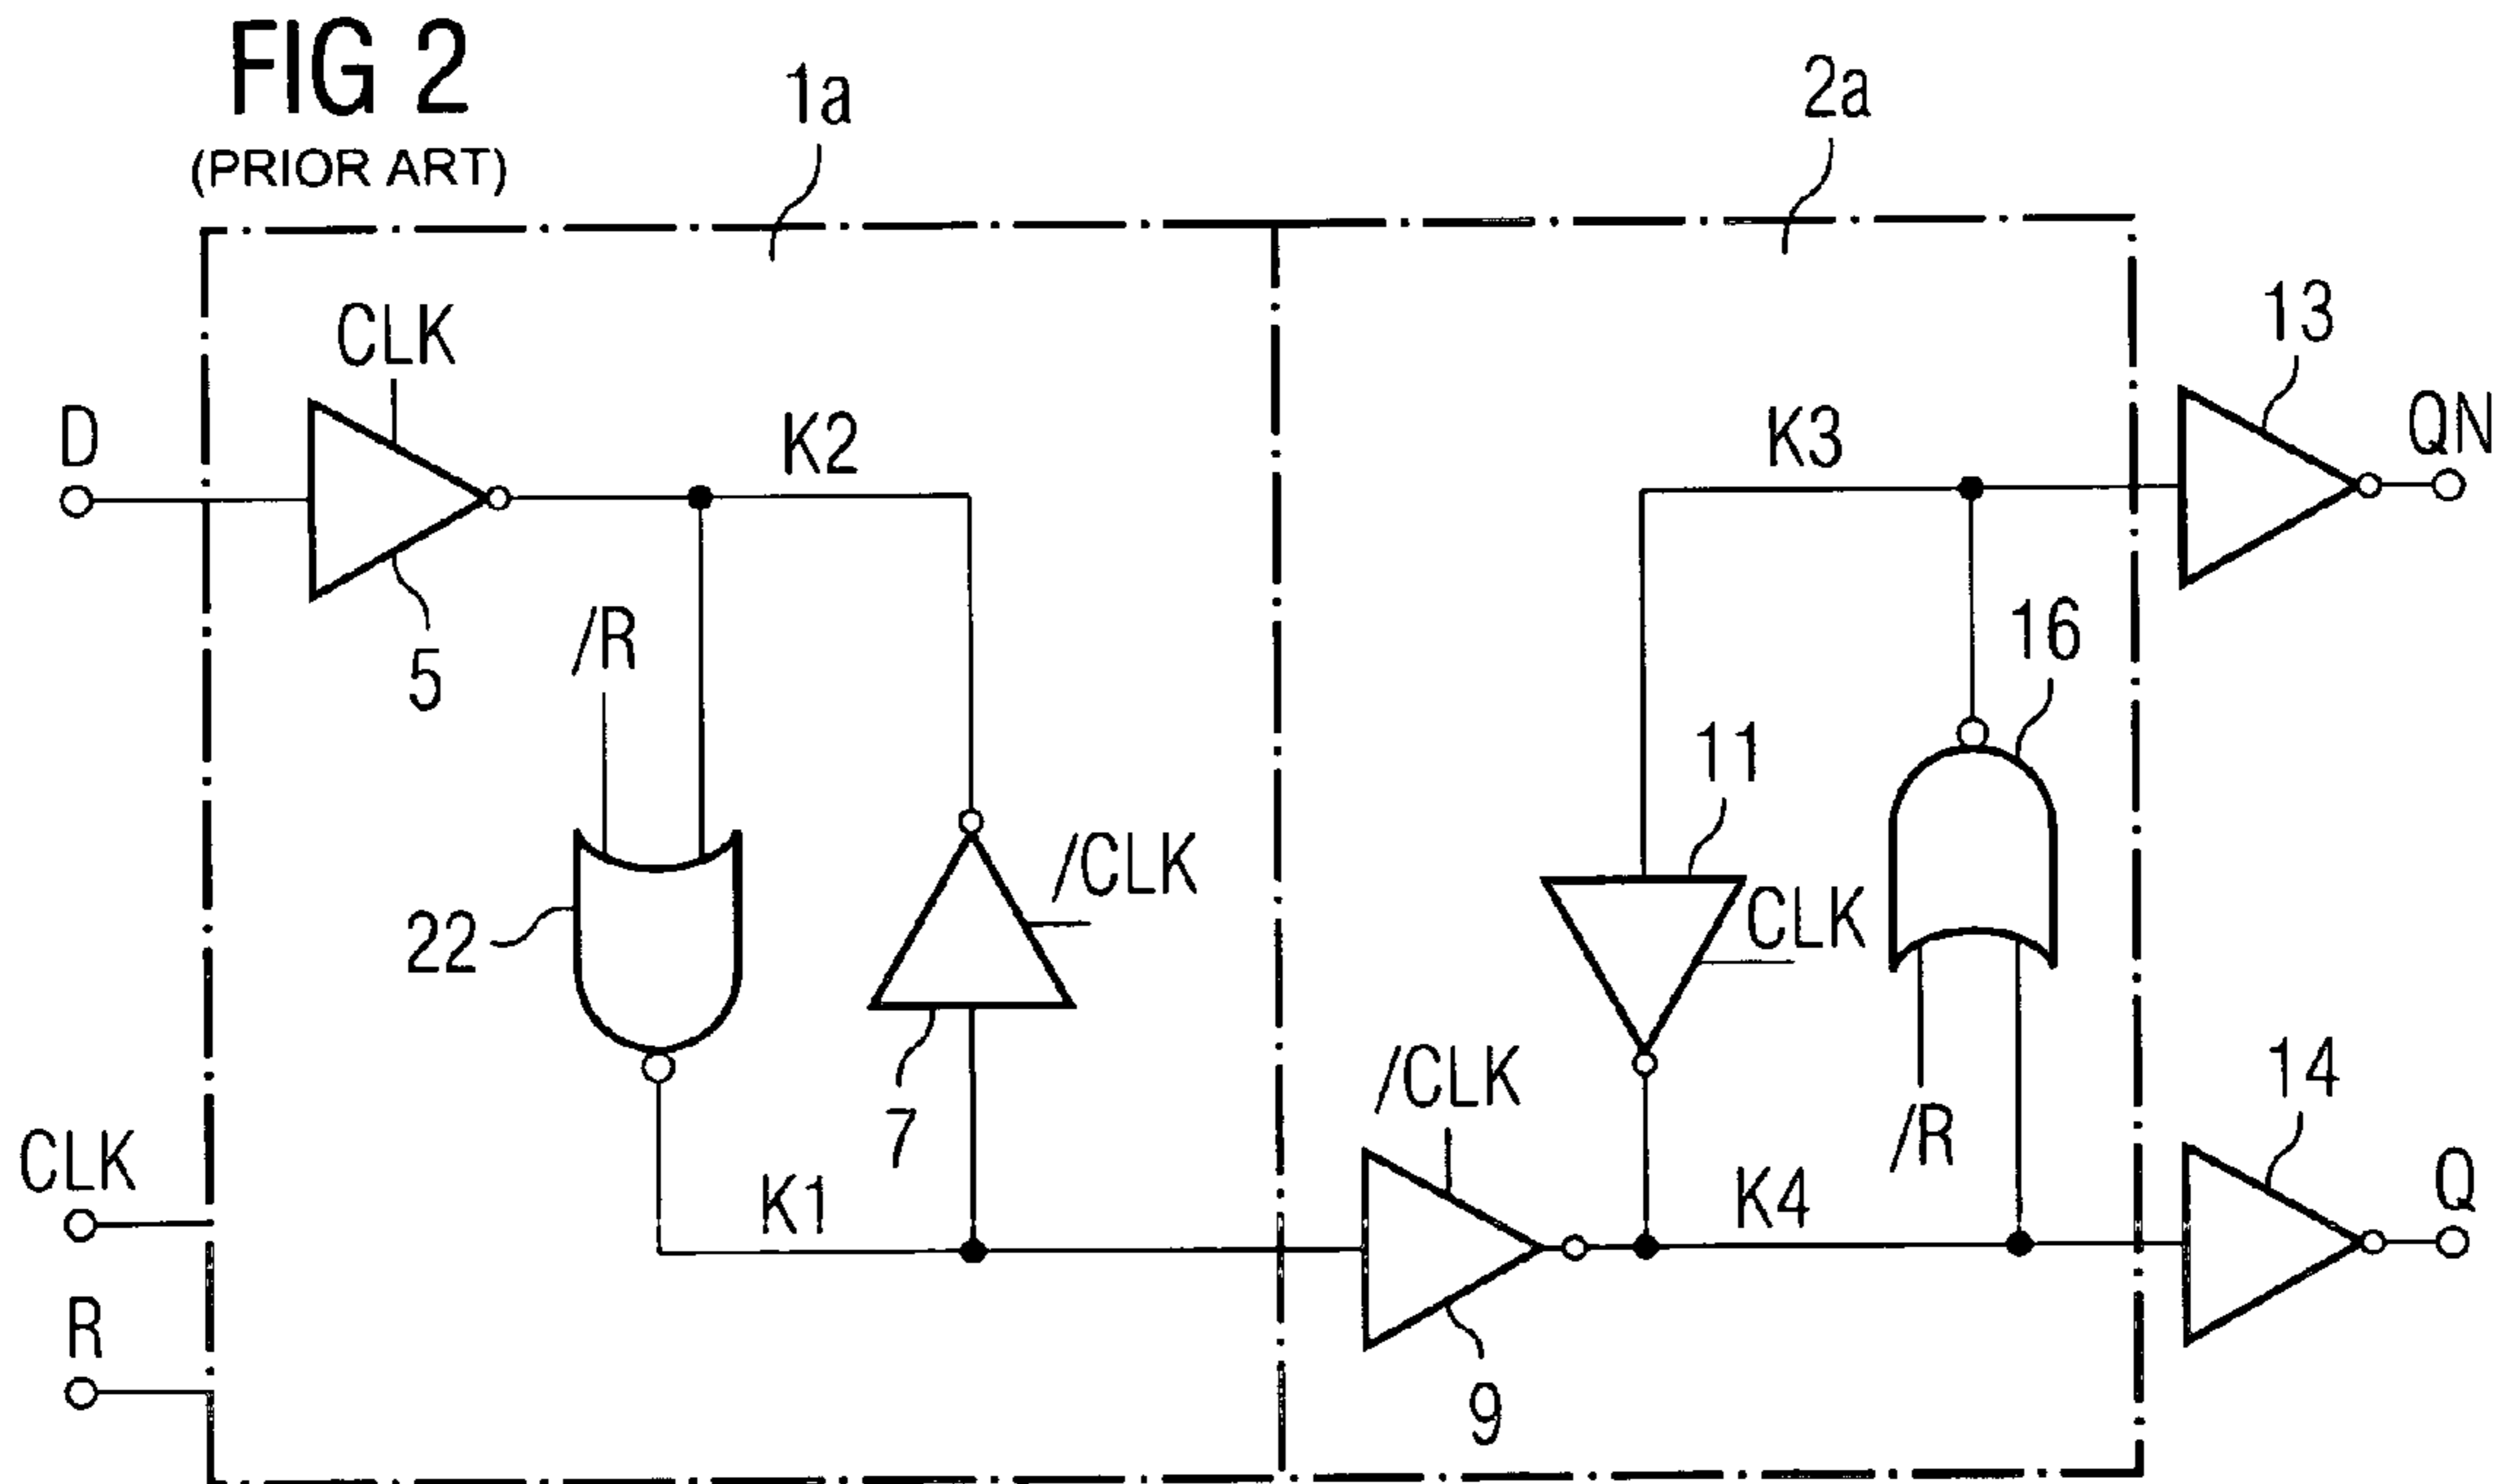 FIG 2
(PRIOR ART)
1a
2a
CLK
13
D
K2
K3
QN
/R
16
5
11
/CLK
CLK
22
/CLK
14
7
/R
CLK
K1
K4
Q
R
9